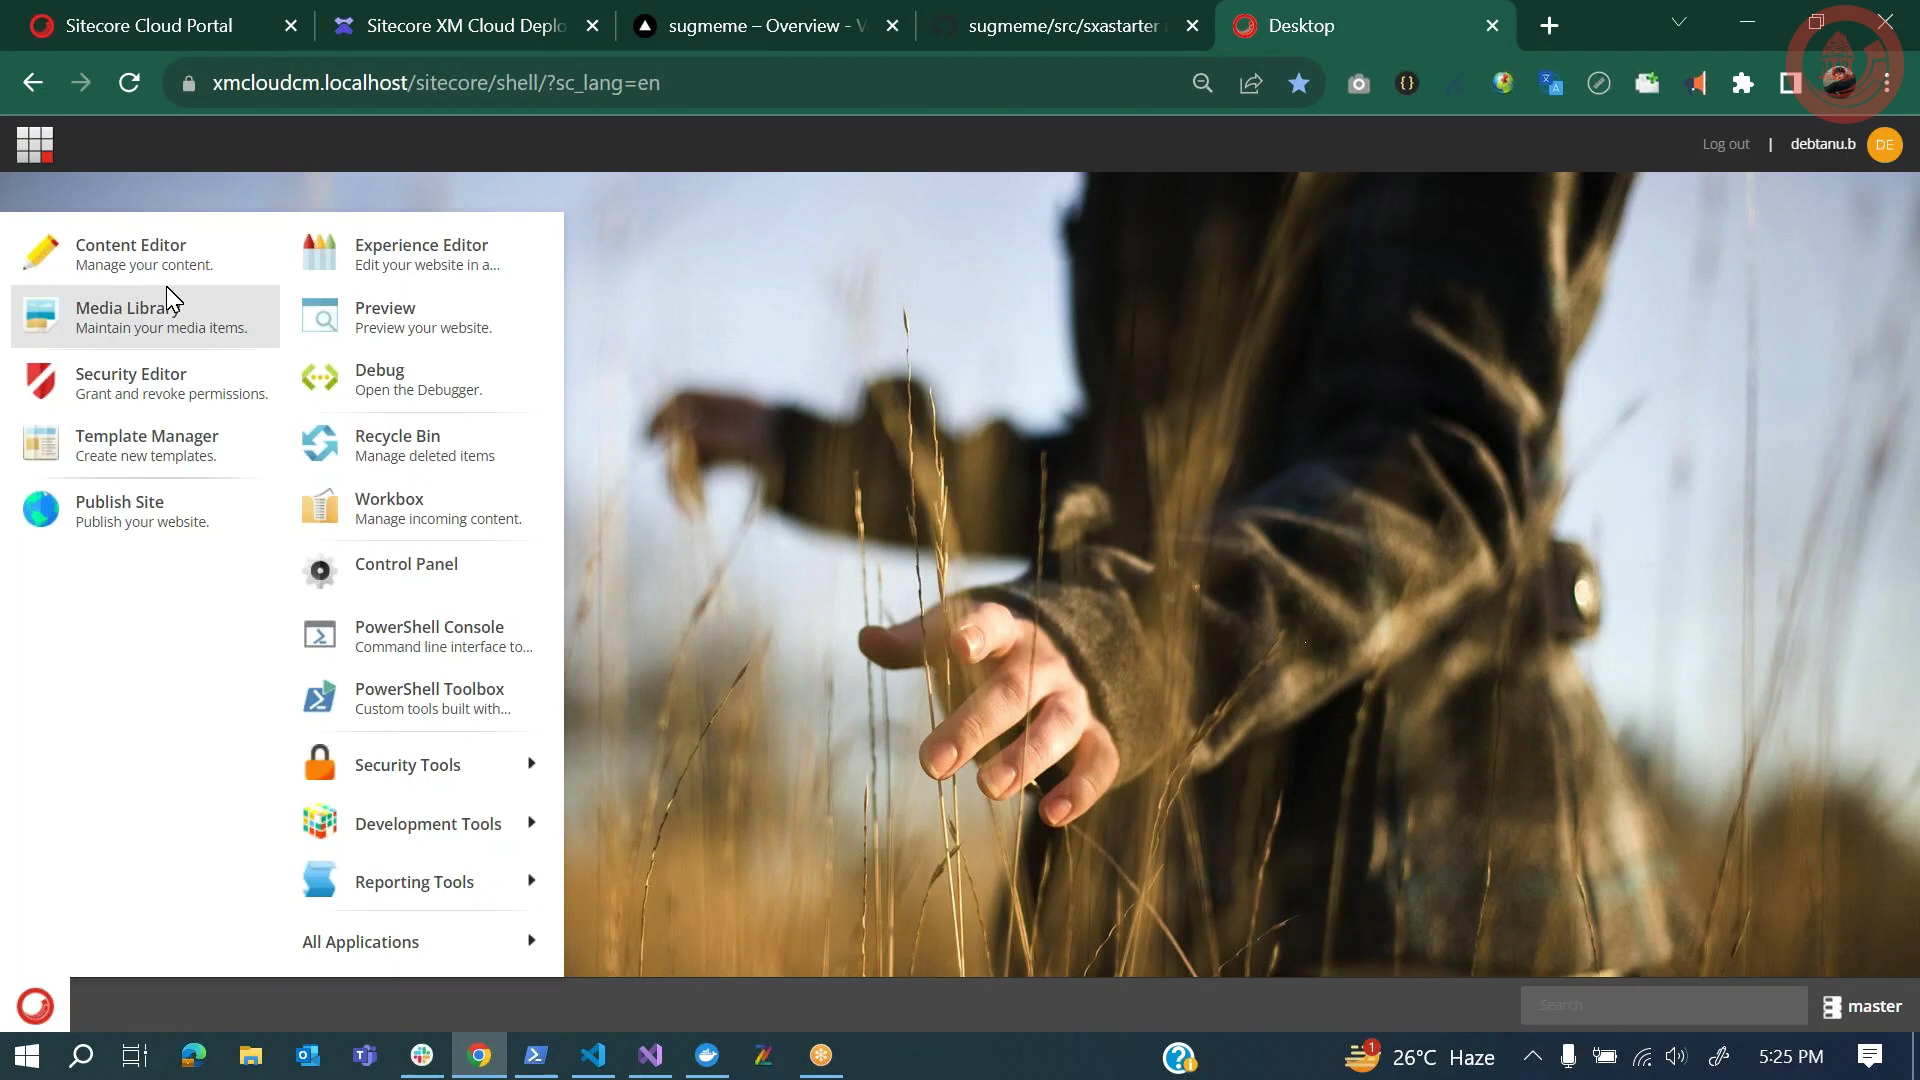 Sitecore Cloud Portal
Sitecore XM Cloud Deplo
sugmeme – Overview - V
sugmeme/src/sxastarter
Desktop
xmcloudcm.localhost/sitecore/shell/?sc_lang=en
Log out | debtanu.b DE
Content Editor
Manage your content.
Media Library
Maintain your media items.
Security Editor
Grant and revoke permissions.
Template Manager
Create new templates.
Publish Site
Publish your website.
Experience Editor
Edit your website in a...
Preview
Preview your website.
Debug
Open the Debugger.
Recycle Bin
Manage deleted items
Workbox
Manage incoming content.
Control Panel
PowerShell Console
Command line interface to...
PowerShell Toolbox
Custom tools built with...
Security Tools
Development Tools
Reporting Tools
All Applications
Search
master
1
26°C Haze
5:25 PM